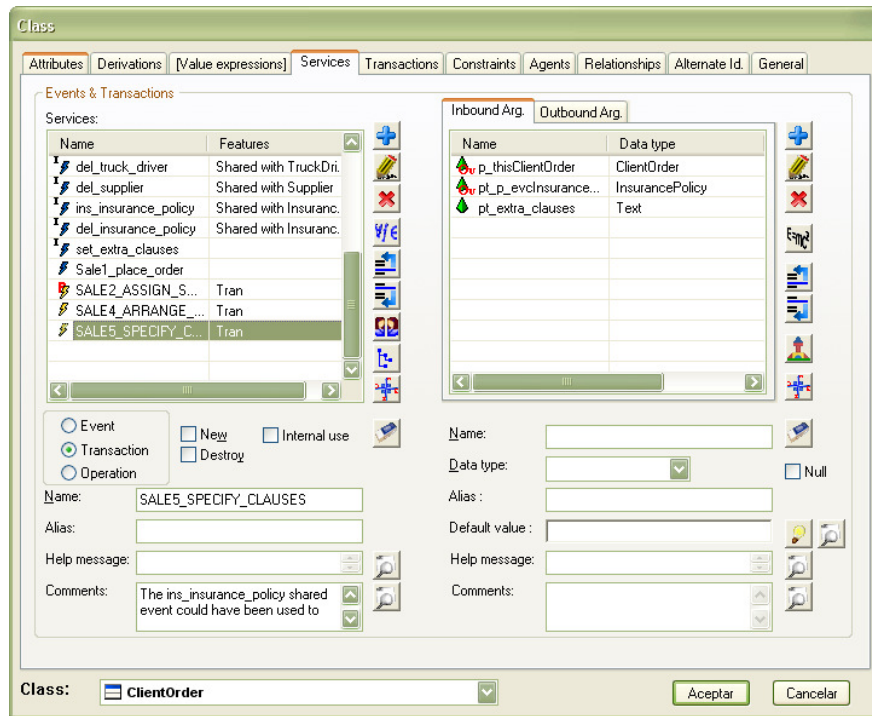 Class
Attributes Derivations [Value expressions] Services Transactions Constraints Agents Relationships Alternate Id. General
Events & Transactions
Services:
Name Features
del_truck_driver Shared with TruckDri.
del_supplier Shared with Supplier
ins_insurance_policy Shared with Insuranc.
del_insurance_policy Shared with Insuranc.
set_extra_clauses
Sale1_place_order
SALE2_ASSIGN_S... Tran
SALE4_ARRANGE_... Tran
SALE5_SPECIFY_C... Tran
Inbound Arg. Outbound Arg.
Name Data type
p_thisClientOrder ClientOrder
pt_p_evcInsurance... InsurancePolicy
pt_extra_clauses Text
Event
Transaction
Operation
New Internal use
Destroy
Name: SALE5_SPECIFY_CLAUSES
Alias:
Help message:
Comments: The ins_insurance_policy shared
event could have been used to
Name:
Data type: Null
Alias :
Default value :
Help message:
Comments:
Class: ClientOrder Aceptar Cancelar